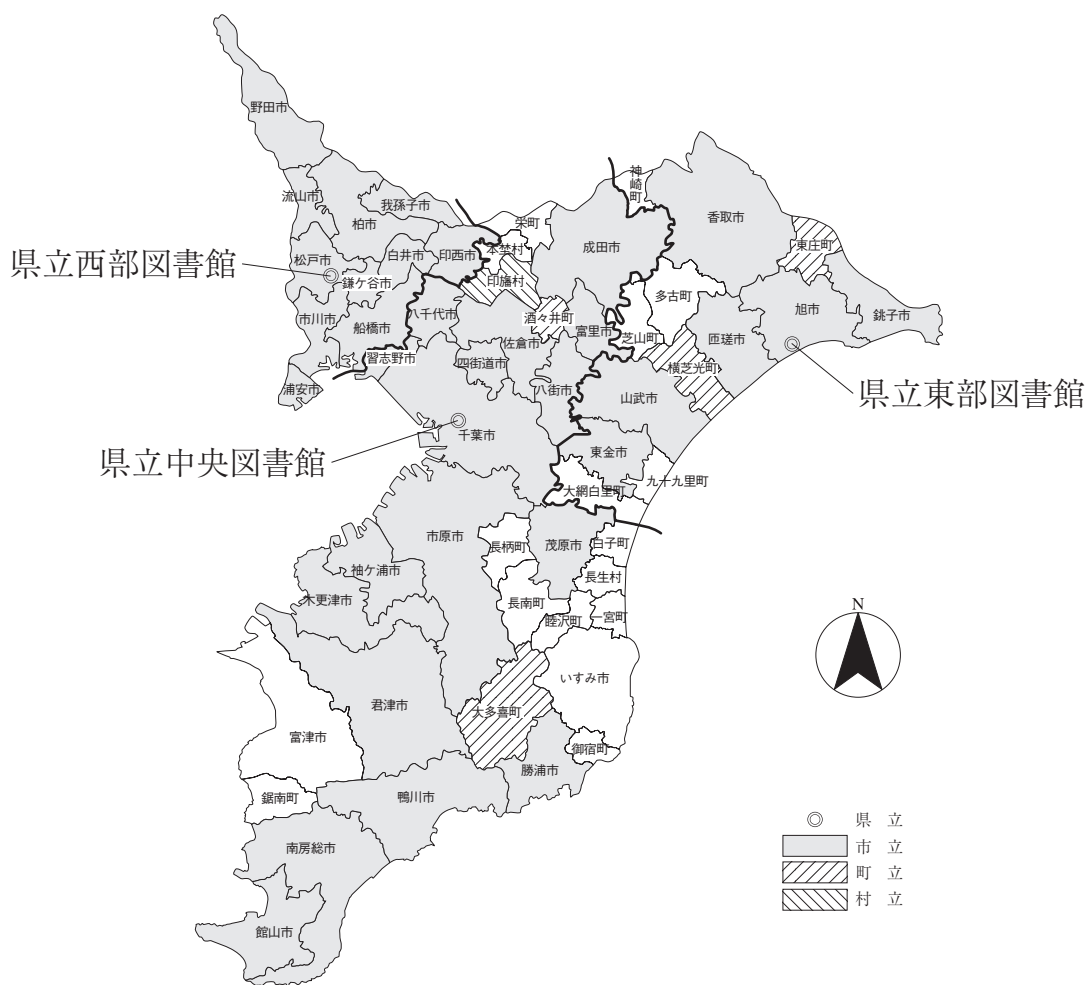 野田市
流山市
柏市
我孫子市
松戸市
鎌ケ谷市
白井市
印西市
市川市
船橋市
浦安市
習志野市
八千代市
栄町
本埜村
印旛村
成田市
神崎町
香取市
東庄町
多古町
旭市
銚子市
匝瑳市
酒々井町
富里市
芝山町
横芝光町
佐倉市
四街道市
八街市
山武市
千葉市
東金市
大網白里町
九十九里町
県立西部図書館
県立東部図書館
県立中央図書館
市原市
長柄町
茂原市
白子町
袖ケ浦市
長生村
木更津市
長南町
睦沢町
一宮町
君津市
いすみ市
大多喜町
富津市
御宿町
勝浦市
鋸南町
鴨川市
南房総市
館山市
N
県 立
市 立
町 立
村 立